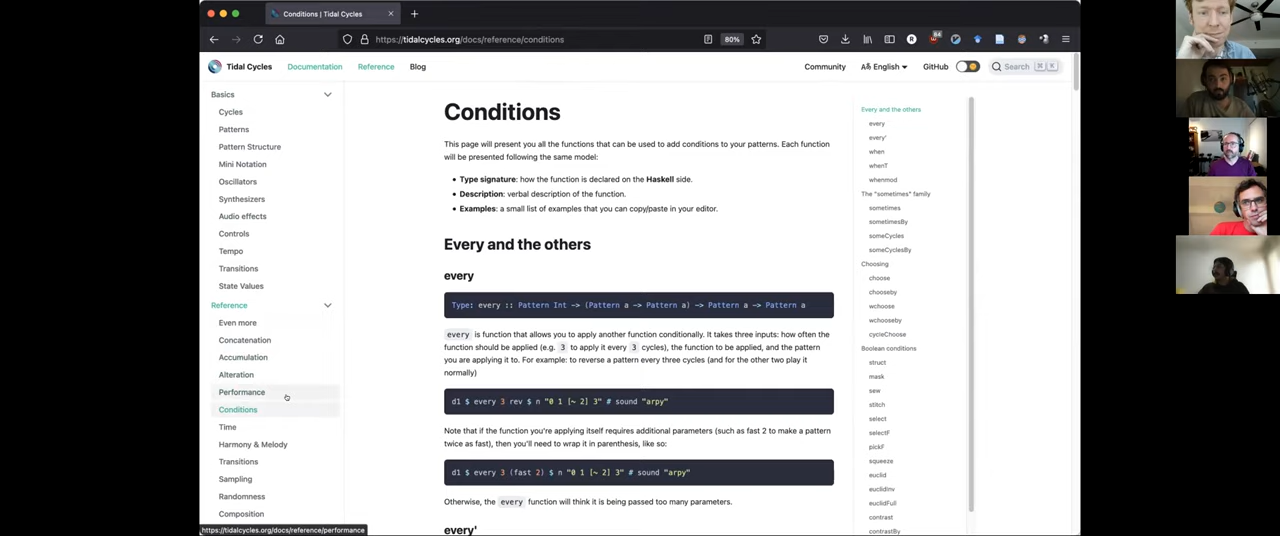 Conditions | Tidal Cycles
https://tidalcycles.org/docs/reference/conditions
80%
84
Tidal Cycles
Documentation
Reference
Blog
Community
English
GitHub
Search
Basics
Cycles
Patterns
Pattern Structure
Mini Notation
Oscillators
Synthesizers
Audio effects
Controls
Tempo
Transitions
State Values
Reference
Even more
Concatenation
Accumulation
Alteration
Performance
Conditions
Time
Harmony & Melody
Transitions
Sampling
Randomness
Composition
https://tidalcycles.org/docs/reference/performance
Conditions
This page will present you all the functions that can be used to add conditions to your patterns. Each function
will be presented following the same model:
• Type signature: how the function is declared on the Haskell side.
• Description: verbal description of the function.
• Examples: a small list of examples that you can copy/paste in your editor.
Every and the others
every
Type: every :: Pattern Int -> (Pattern a -> Pattern a) -> Pattern a -> Pattern a
every is function that allows you to apply another function conditionally. It takes three inputs: how often the
function should be applied (e.g. 3 to apply it every 3 cycles), the function to be applied, and the pattern
you are applying it to. For example: to reverse a pattern every three cycles (and for the other two play it
normally)
d1 $ every 3 rev $ n "0 1 [~ 2] 3" # sound "arpy"
Note that if the function you're applying itself requires additional parameters (such as fast 2 to make a pattern
twice as fast), then you'll need to wrap it in parenthesis, like so:
d1 $ every 3 (fast 2) $ n "0 1 [~ 2] 3" # sound "arpy"
Otherwise, the every function will think it is being passed too many parameters.
every'
Every and the others
every
every'
when
whenT
whenmod
The "sometimes" family
sometimes
sometimesBy
someCycles
someCyclesBy
Choosing
choose
chooseby
wchoose
wchooseby
cycleChoose
Boolean conditions
struct
mask
sew
stitch
select
selectF
pickF
squeeze
euclid
euclidInv
euclidFull
contrast
contrastBy